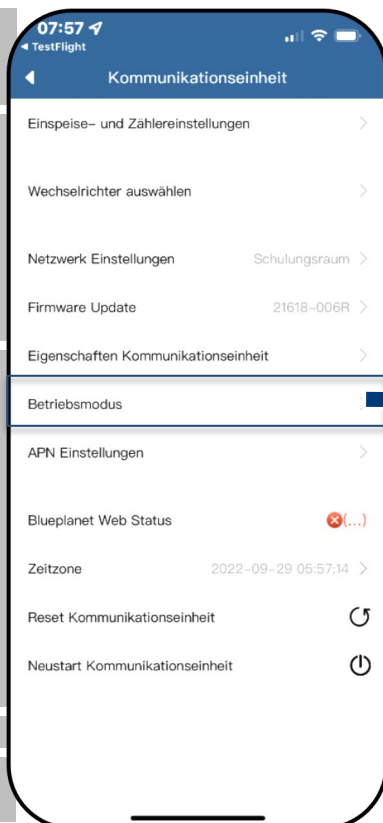 07:57
TestFlight
Kommunikationseinheit
Einspeise- und Zählereinstellungen
Wechselrichter auswählen
Netzwerk Einstellungen Schulungsraum
Firmware Update 21618-006R
Eigenschaften Kommunikationseinheit
Betriebsmodus
APN Einstellungen
Blueplanet Web Status (...)
Zeitzone 2022-09-29 05:57:14
Reset Kommunikationseinheit
Neustart Kommunikationseinheit